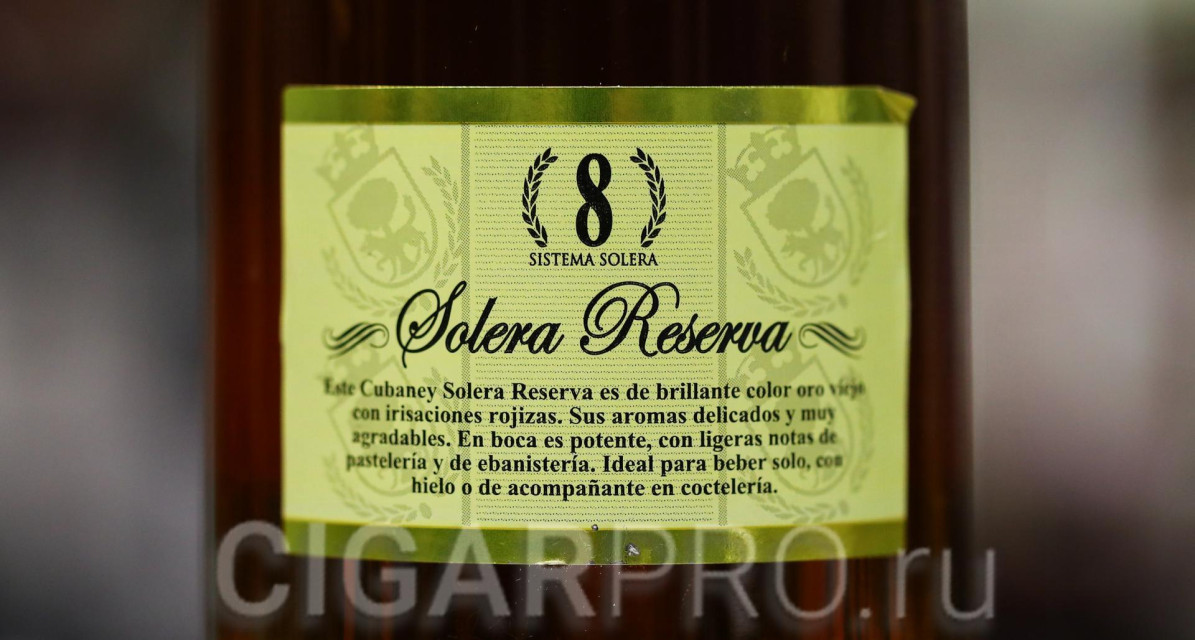 8
SISTEMA SOLERA
Solera Reserva
Este Cubaney Solera Reserva es de brillante color oro viejo
con irisaciones rojizas. Sus aromas delicados y muy
agradables. En boca es potente, con ligeras notas de
pastelería y de ebanistería. Ideal para beber solo, con
hielo o de acompañante en coctelería.
CIGARPRO.ru